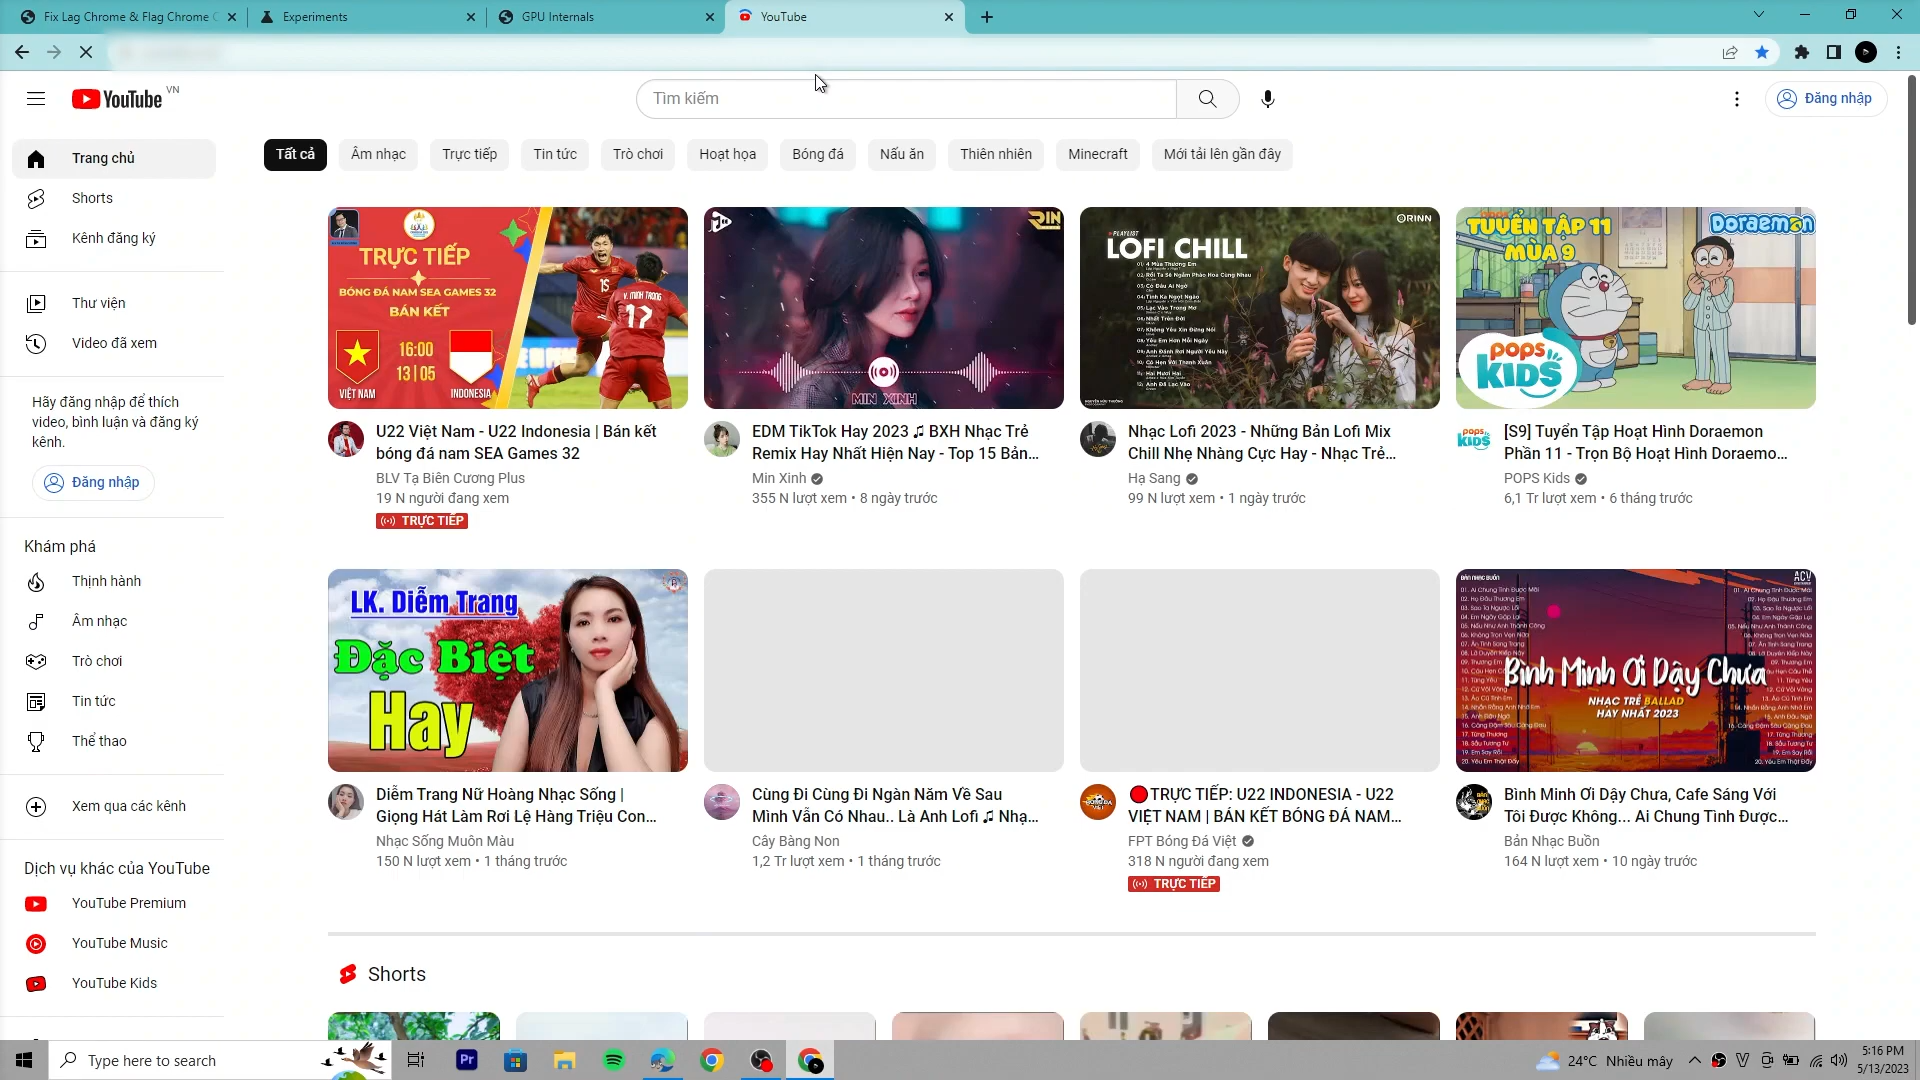 Fix Lag Chrome & Flag Chrome
Experiments
GPU Internals
YouTube
YouTube VN
Tìm kiếm
Đăng nhập
Trang chủ
Shorts
Kênh đăng ký
Thư viện
Video đã xem
Hãy đăng nhập để thích
video, bình luận và đăng ký
kênh.
Đăng nhập
Khám phá
Thịnh hành
Âm nhạc
Trò chơi
Tin tức
Thể thao
Xem qua các kênh
Dịch vụ khác của YouTube
YouTube Premium
YouTube Music
YouTube Kids
Tất cả
Âm nhạc
Trực tiếp
Tin tức
Trò chơi
Hoạt họa
Bóng đá
Nấu ăn
Thiên nhiên
Minecraft
Mới tải lên gần đây
TRỰC TIẾP
BÓNG ĐÁ NAM SEA GAMES 32
BÁN KẾT
16:00
13|05
VIỆT NAM
INDONESIA
15
V. MINH TRONG
17
U22 Việt Nam - U22 Indonesia | Bán kết
bóng đá nam SEA Games 32
BLV Tạ Biên Cương Plus
19 N người đang xem
TRỰC TIẾP
RIN
MIN XINH
EDM TikTok Hay 2023 ♫ BXH Nhạc Trẻ
Remix Hay Nhất Hiện Nay - Top 15 Bản...
Min Xinh
355 N lượt xem • 8 ngày trước
ORINN
PLAYLIST
LOFI CHILL
Nhạc Lofi 2023 - Những Bản Lofi Mix
Chill Nhẹ Nhàng Cực Hay - Nhạc Trẻ...
Hạ Sang
99 N lượt xem • 1 ngày trước
POPS
TUYỂN TẬP 11
MÙA 9
Doraemon
POPS
KIDS
[S9] Tuyển Tập Hoạt Hình Doraemon
Phần 11 - Trọn Bộ Hoạt Hình Doraemo...
POPS Kids
6,1 Tr lượt xem • 6 tháng trước
LK. Diễm Trang
Đặc Biệt
Hay
Diễm Trang Nữ Hoàng Nhạc Sống |
Giọng Hát Làm Rơi Lệ Hàng Triệu Con...
Nhạc Sống Muôn Màu
150 N lượt xem • 1 tháng trước
Cùng Đi Cùng Đi Ngàn Năm Về Sau
Mình Vẫn Có Nhau.. Là Anh Lofi ♫ Nhạ...
Cây Bàng Non
1,2 Tr lượt xem • 1 tháng trước
🔴TRỰC TIẾP: U22 INDONESIA - U22
VIỆT NAM | BÁN KẾT BÓNG ĐÁ NAM...
FPT Bóng Đá Việt
318 N người đang xem
TRỰC TIẾP
BẢN NHẠC BUỒN
ACV
Bình Minh Ơi Dậy Chưa
NHẠC TRẺ BALLAD
HAY NHẤT 2023
Bình Minh Ơi Dậy Chưa, Cafe Sáng Với
Tôi Được Không... Ai Chung Tình Được...
Bản Nhạc Buồn
164 N lượt xem • 10 ngày trước
Shorts
Type here to search
Pr
24°C Nhiều mây
5:16 PM
5/13/2023